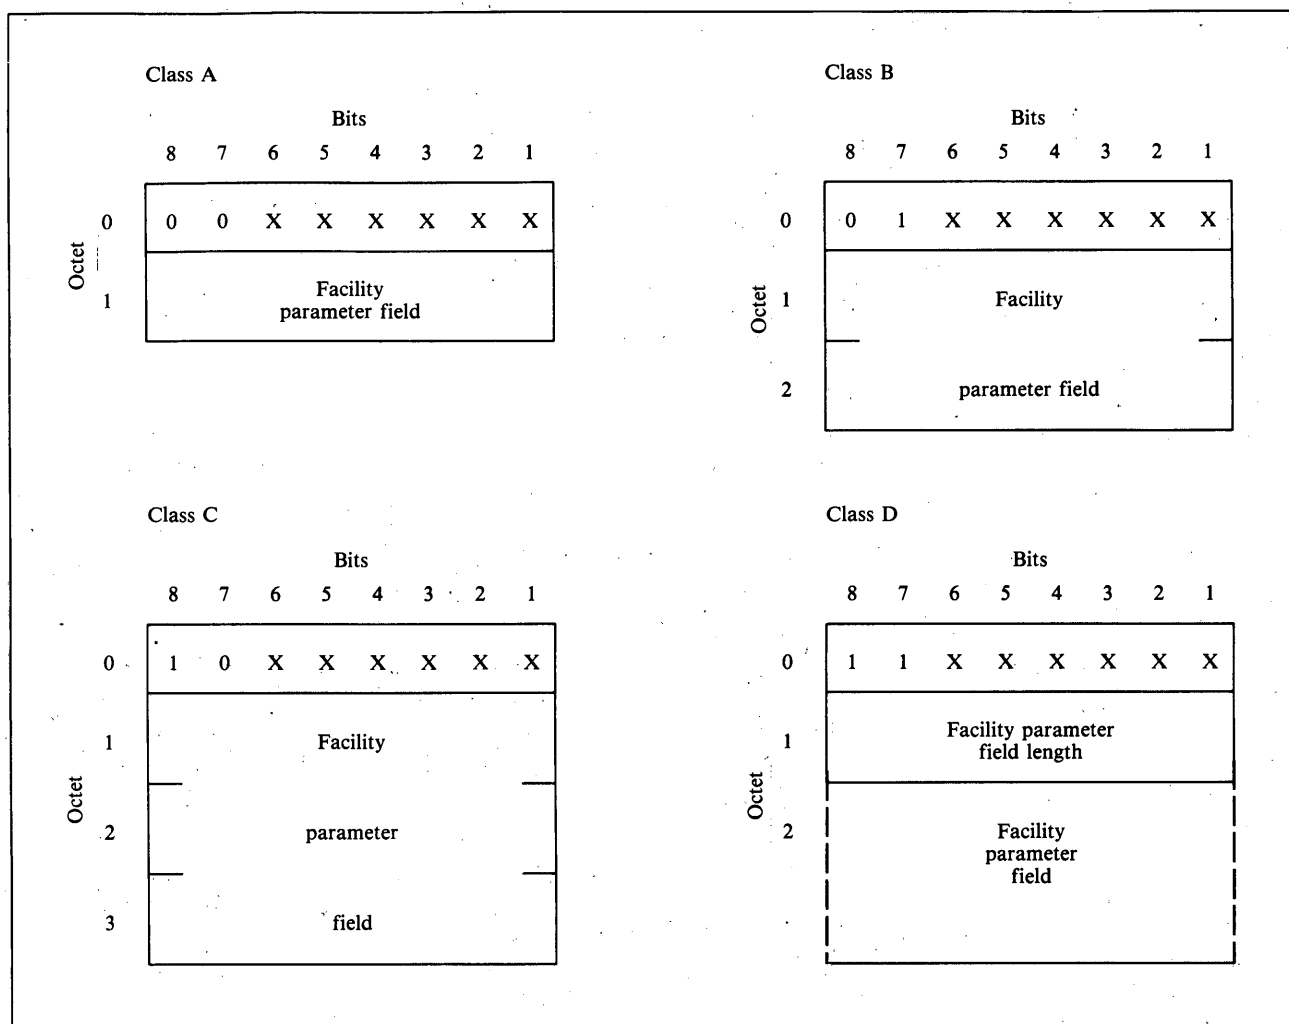 Class A
Bits
8 7 6 5 4 3 2 1
0 0 0 X X X X X X
Octet
1 Facility
parameter field
Class B
Bits
8 7 6 5 4 3 2 1
0 0 1 X X X X X X
Octet
1 Facility
2 parameter field
Class C
Bits
8 7 6 5 4 3 2 1
0 1 0 X X X X X X
1 Facility
Octet
2 parameter
3 field
Class D
Bits
8 7 6 5 4 3 2 1
0 1 1 X X X X X X
1 Facility parameter
field length
Octet
2 Facility
parameter
field